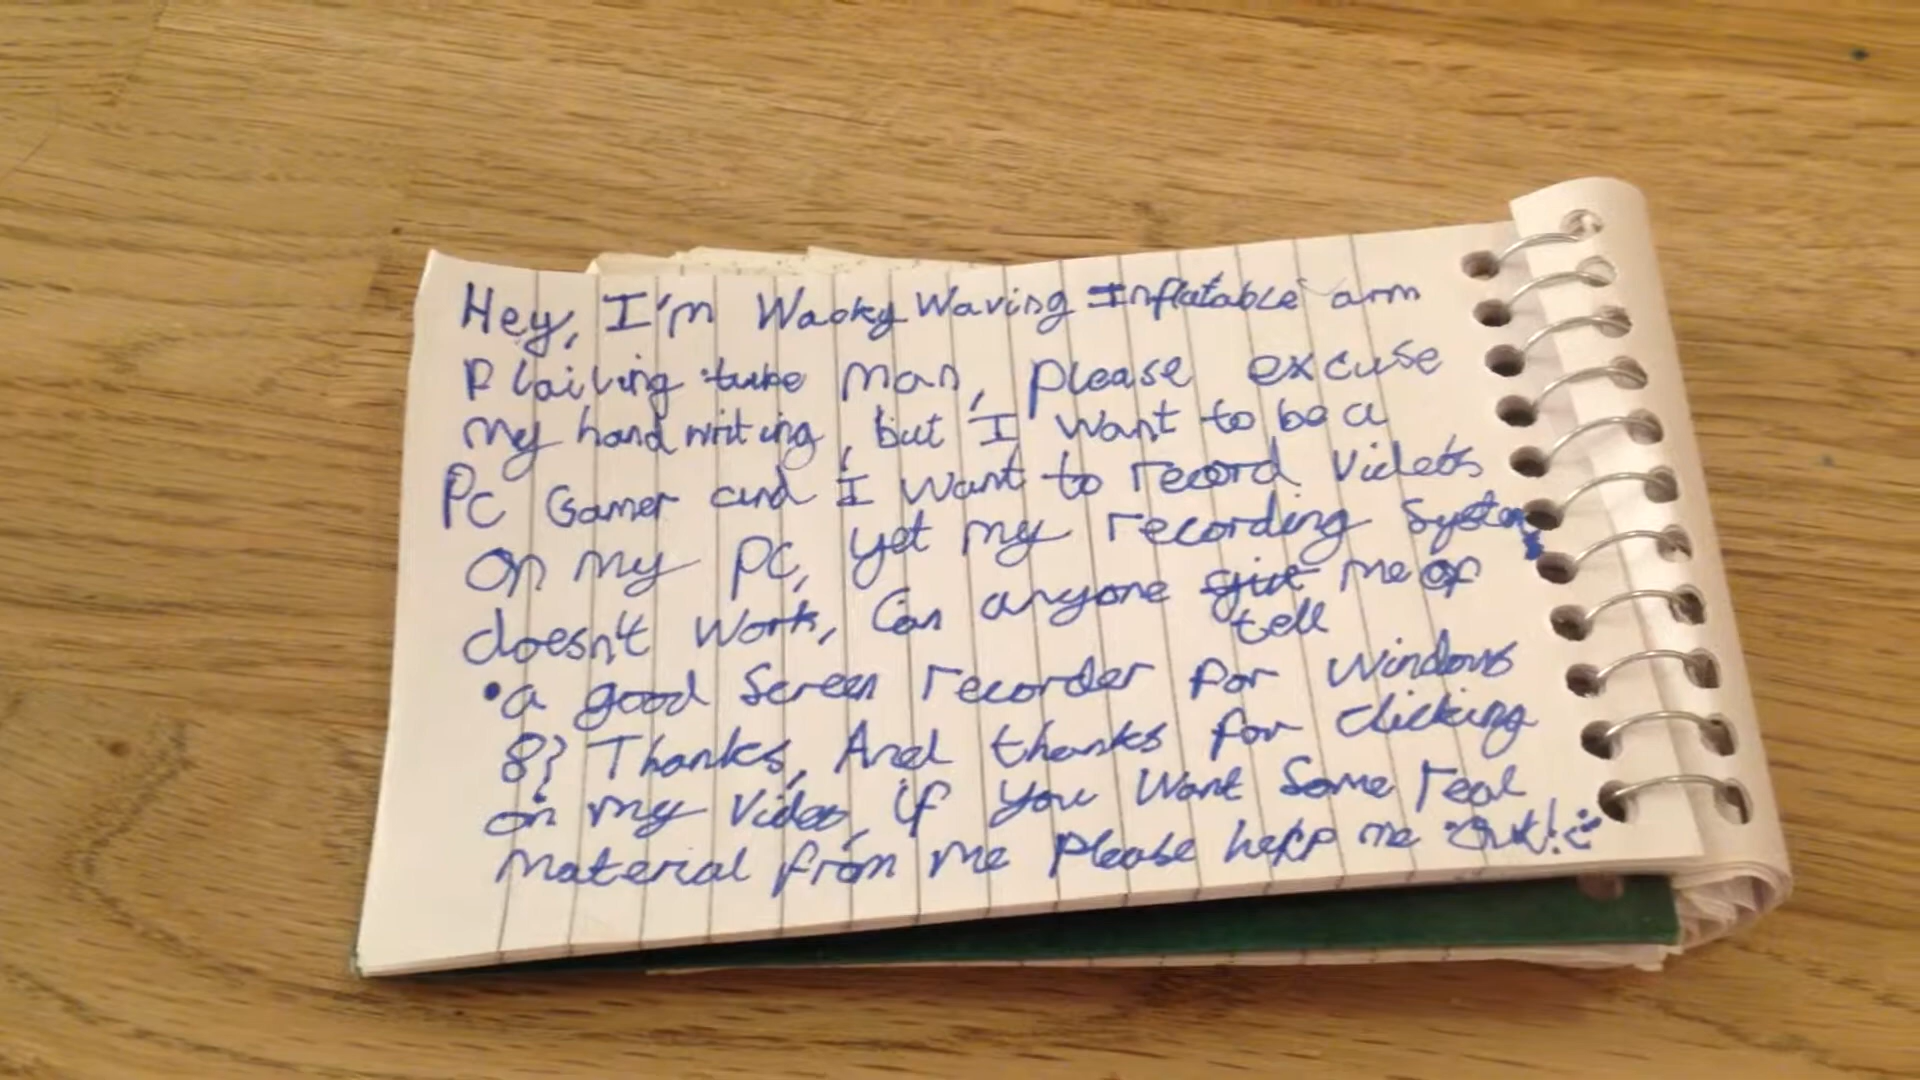 Hey, I'm Wacky Waving Inflatable arm
Flailing tube man, please excuse
my handwriting, but I want to be a
PC Gamer and I want to record Videos
on my PC, yet my recording System
doesn't work, Can anyone give me of
tell
a good Screen recorder for windows
8? Thanks, And thanks for clicking
on my Video, if you want Some real
material from me please help me Out! :)